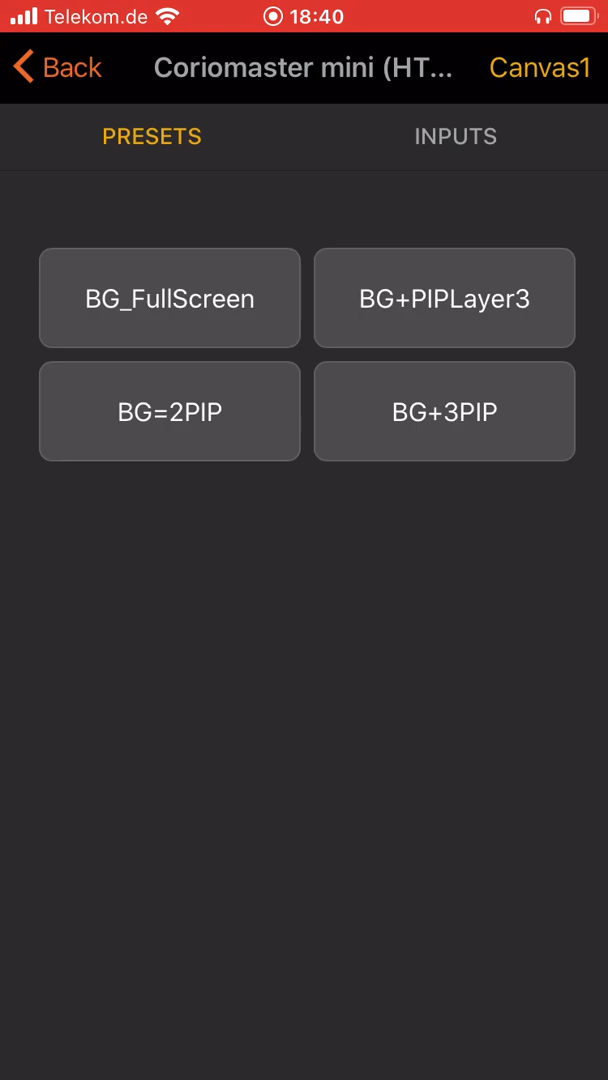 Telekom.de 18:40
Back Coriomaster mini (HT... Canvas1
PRESETS INPUTS
BG_FullScreen BG+PIPLayer3
BG=2PIP BG+3PIP